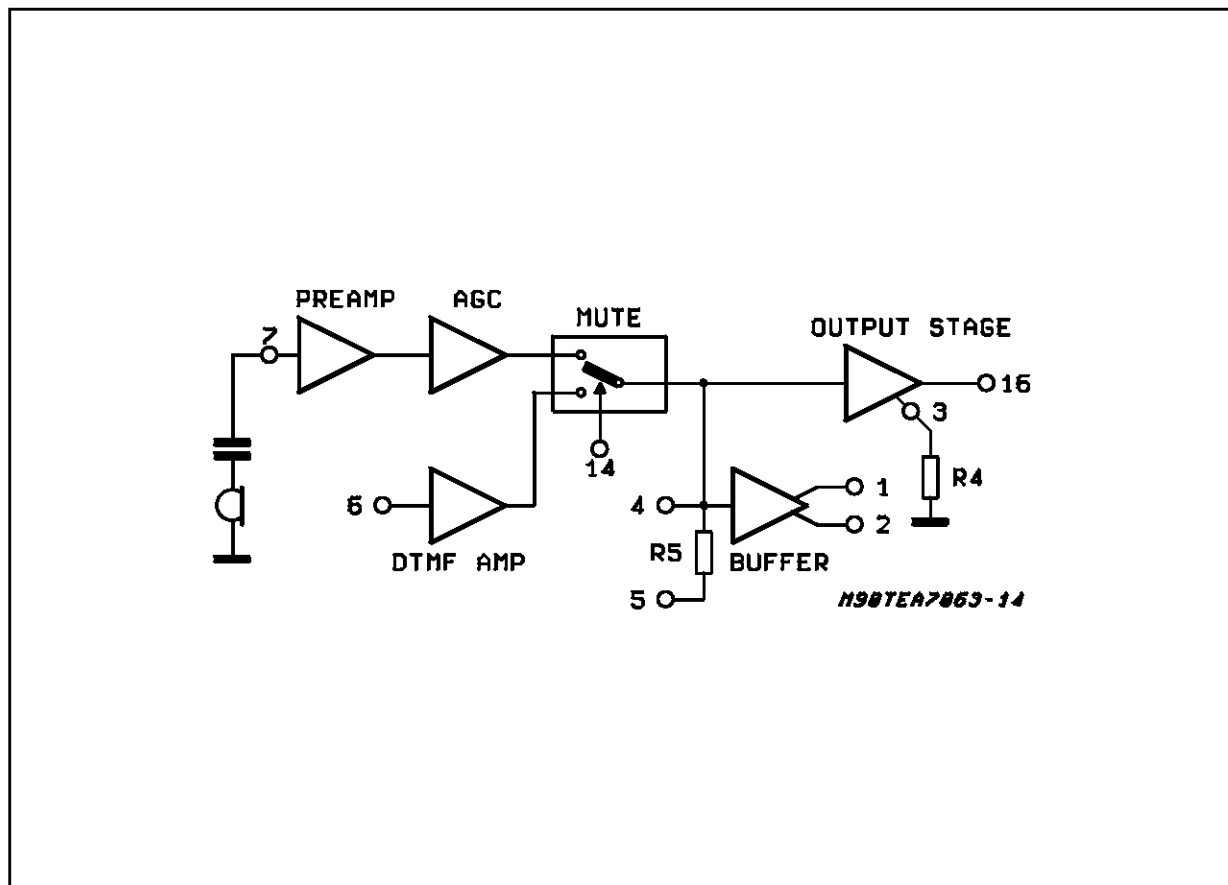 PREAMP
AGC
MUTE
OUTPUT STAGE
7
16
3
14
R4
6
4
1
2
DTMF AMP
R5
BUFFER
5
M90TEA7063-14